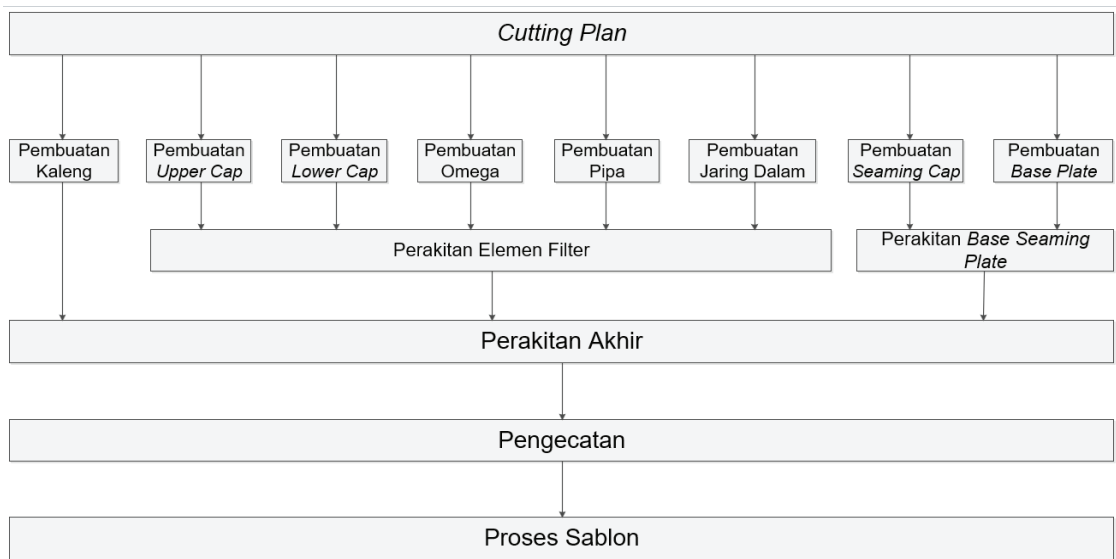 Cutting Plan
Pembuatan
Kaleng
Pembuatan
Upper Cap
Pembuatan
Lower Cap
Pembuatan
Omega
Pembuatan
Pipa
Pembuatan
Jaring Dalam
Pembuatan
Seaming Cap
Pembuatan
Base Plate
Perakitan Elemen Filter
Perakitan Base Seaming
Plate
Perakitan Akhir
Pengecatan
Proses Sablon